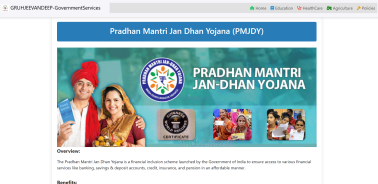 GRUHJEEVANDEEP-GovernmentServices
Home Education HealthCare Agriculture Policies
Pradhan Mantri Jan Dhan Yojana (PMJDY)
PRADHAN MANTRI
JAN-DHAN YOJANA
CERTIFICATE
Overview:
The Pradhan Mantri Jan Dhan Yojana is a financial inclusion scheme launched by the Government of India to ensure access to various financial
services like banking, savings & deposit accounts, credit, insurance, and pension in an affordable manner.
Benefits: